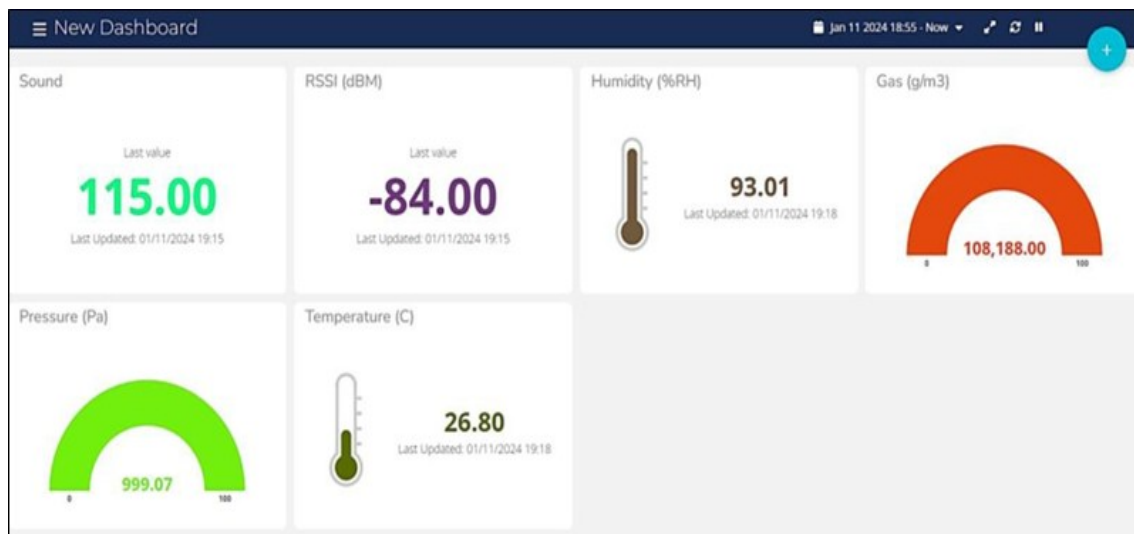 New Dashboard
Jan 11 2024 18:55 - Now
Sound
Last value
115.00
Last Updated: 01/11/2024 19:15
RSSI (dBM)
Last value
-84.00
Last Updated: 01/11/2024 19:15
Humidity (%RH)
93.01
Last Updated: 01/11/2024 19:18
Gas (g/m3)
108,188.00
0
100
Pressure (Pa)
999.07
0
100
Temperature (C)
26.80
Last Updated: 01/11/2024 19:18